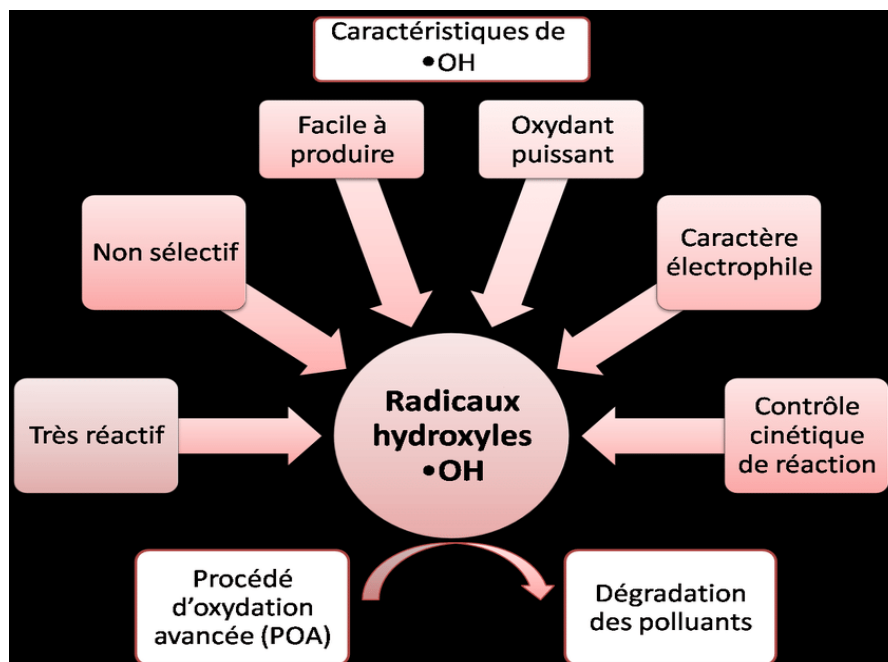 Caractéristiques de
•OH
Facile à
produire
Oxydant
puissant
Non sélectif
Caractère
électrophile
Très réactif
Radicaux
hydroxyles
•OH
Contrôle
cinétique
de réaction
Procédé
d'oxydation
avancée (POA)
Dégradation
des polluants